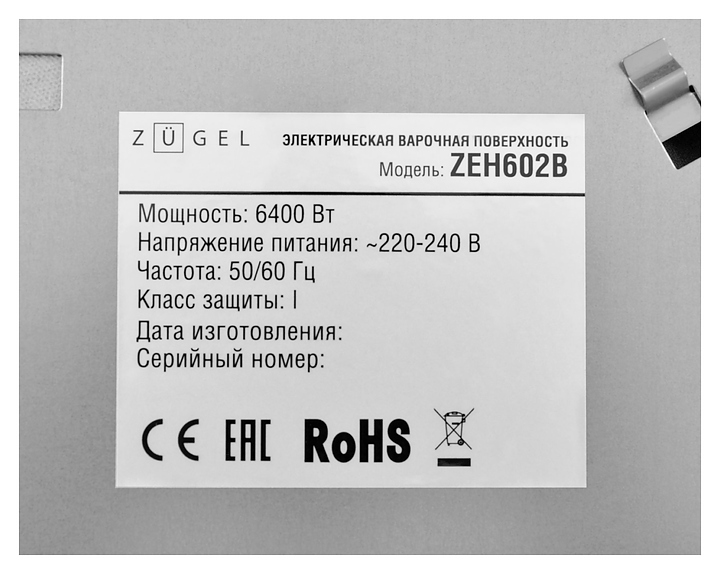 ZÜGEL
ЭЛЕКТРИЧЕСКАЯ ВАРОЧНАЯ ПОВЕРХНОСТЬ
Модель: ZEH602B
Мощность: 6400 Вт
Напряжение питания: ~220-240 В
Частота: 50/60 Гц
Класс защиты: I
Дата изготовления:
Серийный номер:
CE EAC RoHS